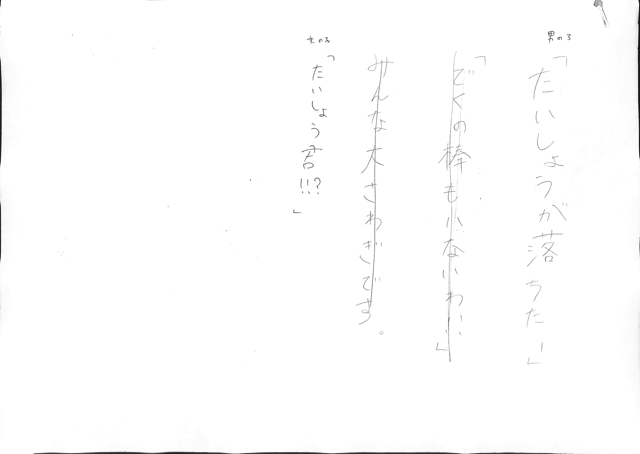 男の子
「たいしょうが落ちた!」
「どくの棒も小ないわ…」
みんな大さわぎです。
女の子
「たいしょう君!!?」